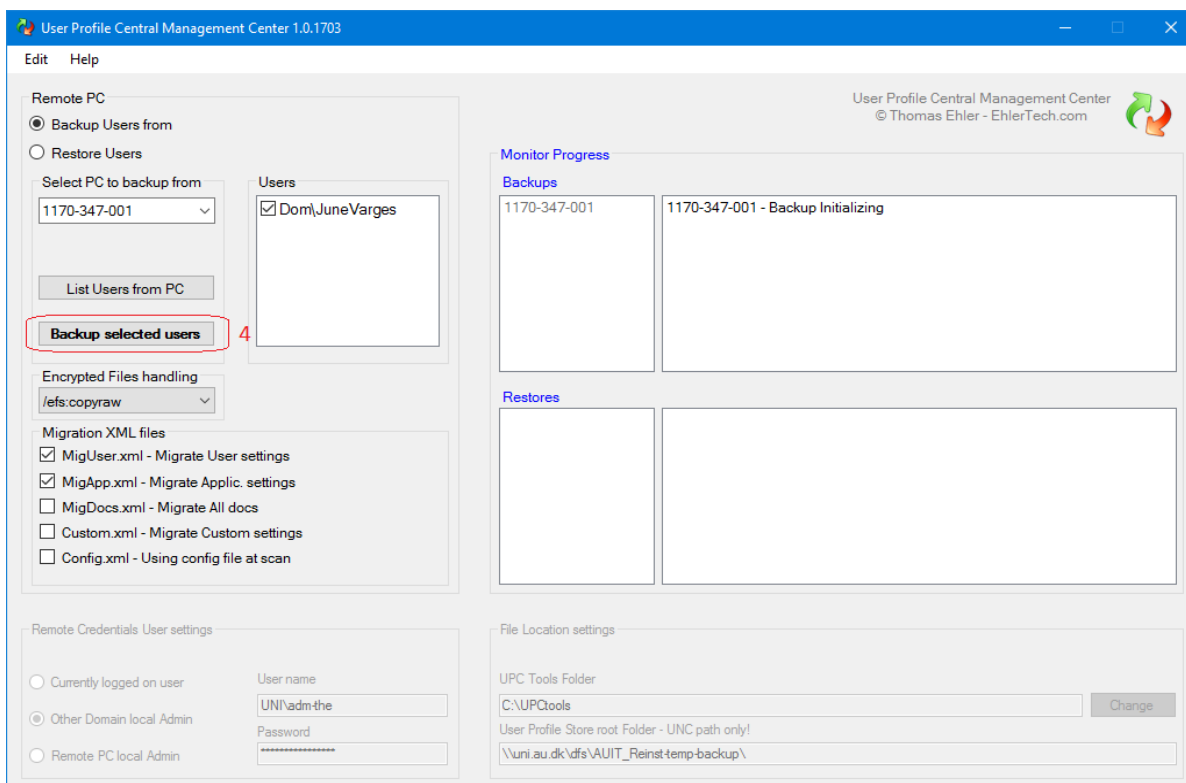 User Profile Central Management Center 1.0.1703
Edit Help
User Profile Central Management Center
© Thomas Ehler - EhlerTech.com
Remote PC
Backup Users from
Restore Users
Select PC to backup from
1170-347-001
List Users from PC
Backup selected users
4
Users
Dom\JuneVarges
Encrypted Files handling
/efs:copyraw
Migration XML files
MigUser.xml - Migrate User settings
MigApp.xml - Migrate Applic. settings
MigDocs.xml - Migrate All docs
Custom.xml - Migrate Custom settings
Config.xml - Using config file at scan
Monitor Progress
Backups
1170-347-001
1170-347-001 - Backup Initializing
Restores
Remote Credentials User settings
Currently logged on user
Other Domain local Admin
Remote PC local Admin
User name
UNI\adm-the
Password
****************
File Location settings
UPC Tools Folder
C:\UPCtools
Change
User Profile Store root Folder - UNC path only!
\\uni.au.dk\dfs\AUIT_Reinst-temp-backup\